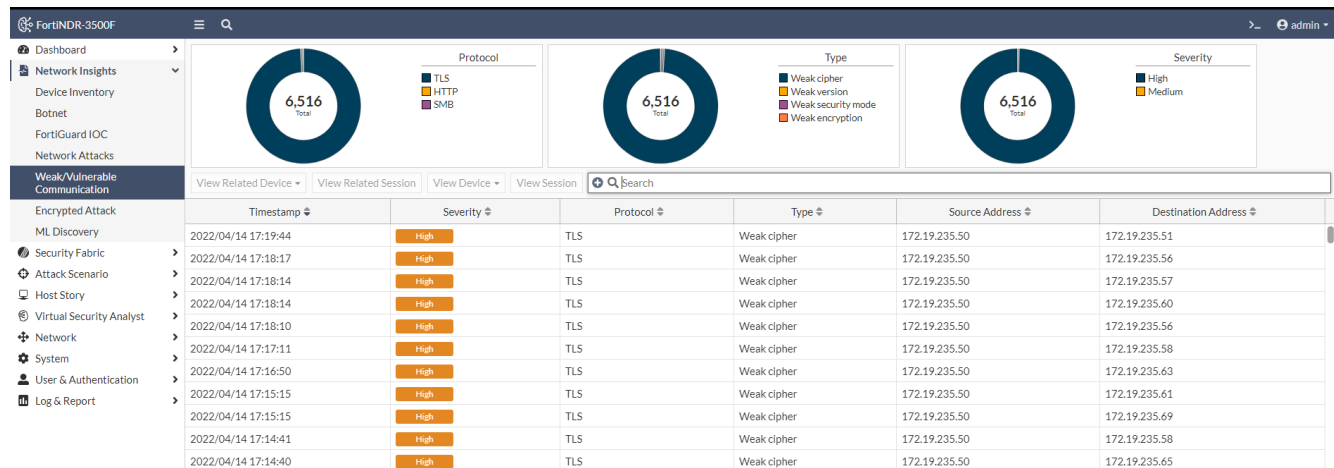 FortiNDR-3500F
>_ admin
Dashboard
Network Insights
Device Inventory
Botnet
FortiGuard IOC
Network Attacks
Weak/Vulnerable
Communication
Encrypted Attack
ML Discovery
Security Fabric
Attack Scenario
Host Story
Virtual Security Analyst
Network
System
User & Authentication
Log & Report
6,516
Total
Protocol
TLS
HTTP
SMB
6,516
Total
Type
Weak cipher
Weak version
Weak security mode
Weak encryption
6,516
Total
Severity
High
Medium
View Related Device View Related Session View Device View Session Search
Timestamp Severity Protocol Type Source Address Destination Address
2022/04/14 17:19:44 High TLS Weak cipher 172.19.235.50 172.19.235.51
2022/04/14 17:18:17 High TLS Weak cipher 172.19.235.50 172.19.235.56
2022/04/14 17:18:14 High TLS Weak cipher 172.19.235.50 172.19.235.57
2022/04/14 17:18:14 High TLS Weak cipher 172.19.235.50 172.19.235.60
2022/04/14 17:18:10 High TLS Weak cipher 172.19.235.50 172.19.235.56
2022/04/14 17:17:11 High TLS Weak cipher 172.19.235.50 172.19.235.58
2022/04/14 17:16:50 High TLS Weak cipher 172.19.235.50 172.19.235.63
2022/04/14 17:15:15 High TLS Weak cipher 172.19.235.50 172.19.235.61
2022/04/14 17:15:15 High TLS Weak cipher 172.19.235.50 172.19.235.69
2022/04/14 17:14:41 High TLS Weak cipher 172.19.235.50 172.19.235.58
2022/04/14 17:14:40 High TLS Weak cipher 172.19.235.50 172.19.235.65